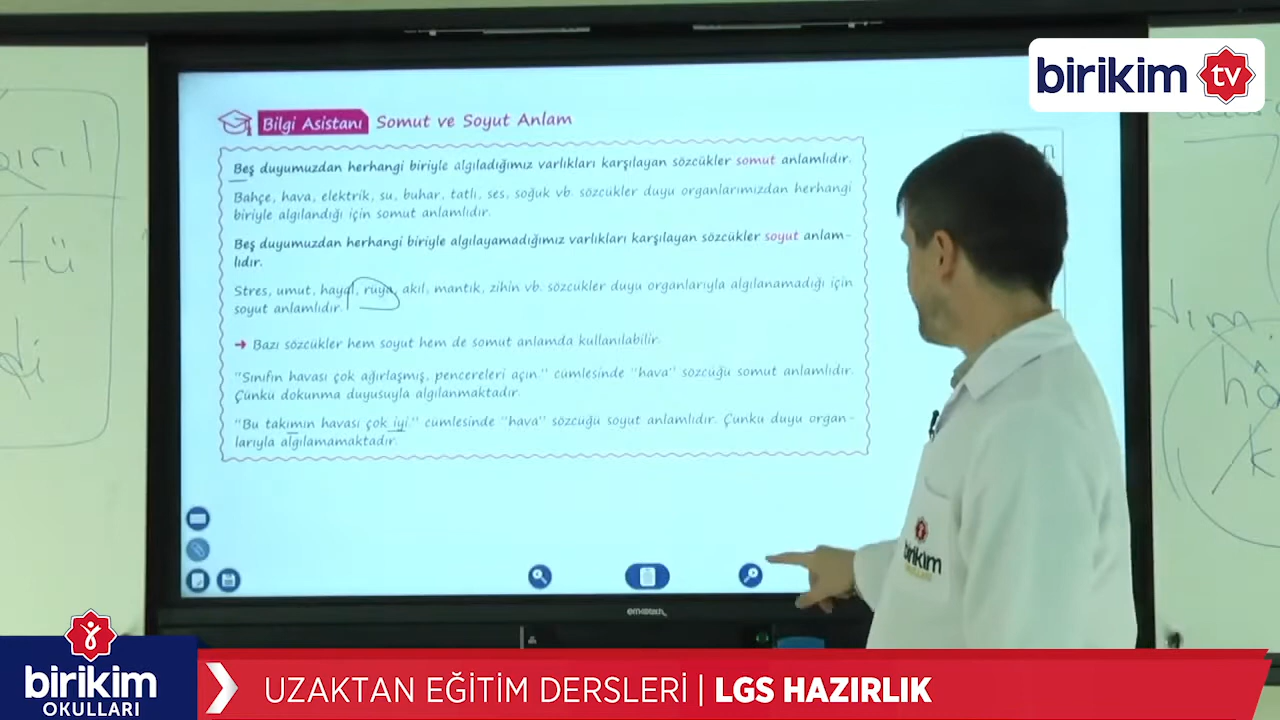 birikim tv
Bilgi Asistanı Somut ve Soyut Anlam
Beş duyumuzdan herhangi biriyle algıladığımız varlıkları karşılayan sözcükler somut anlamlıdır.
Bahçe, hava, elektrik, su, buhar, tatlı, ses, soğuk vb. sözcükler duyu organlarımızdan herhangi
biriyle algılandığı için somut anlamlıdır.
Beş duyumuzdan herhangi biriyle algılayamadığımız varlıkları karşılayan sözcükler soyut anlam-
lıdır.
Stres, umut, hayal, rüya, akıl, mantık, zihin vb. sözcükler duyu organlarıyla algılanamadığı için
soyut anlamlıdır.
➔ Bazı sözcükler hem soyut hem de somut anlamda kullanılabilir.
"Sınıfın havası çok ağırlaşmış, pencereleri açın." cümlesinde "hava" sözcüğü somut anlamlıdır.
Çünkü dokunma duyusuyla algılanmaktadır.
"Bu takımın havası çok iyi." cümlesinde "hava" sözcüğü soyut anlamlıdır. Çünkü duyu organ-
larıyla algılamamaktadır.
tü
birikim
OKULLARI
birikim
OKULLARI
UZAKTAN EĞİTİM DERSLERİ | LGS HAZIRLIK